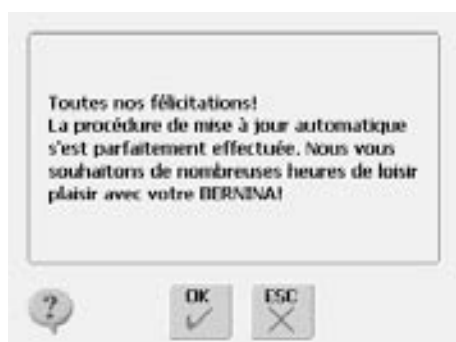 Toutes nos félicitations!
La procédure de mise à jour automatique
s'est parfaitement effectuée. Nous vous
souhaitons de nombreuses heures de loisir
plaisir avec votre BERNINA!
?
OK
ESC